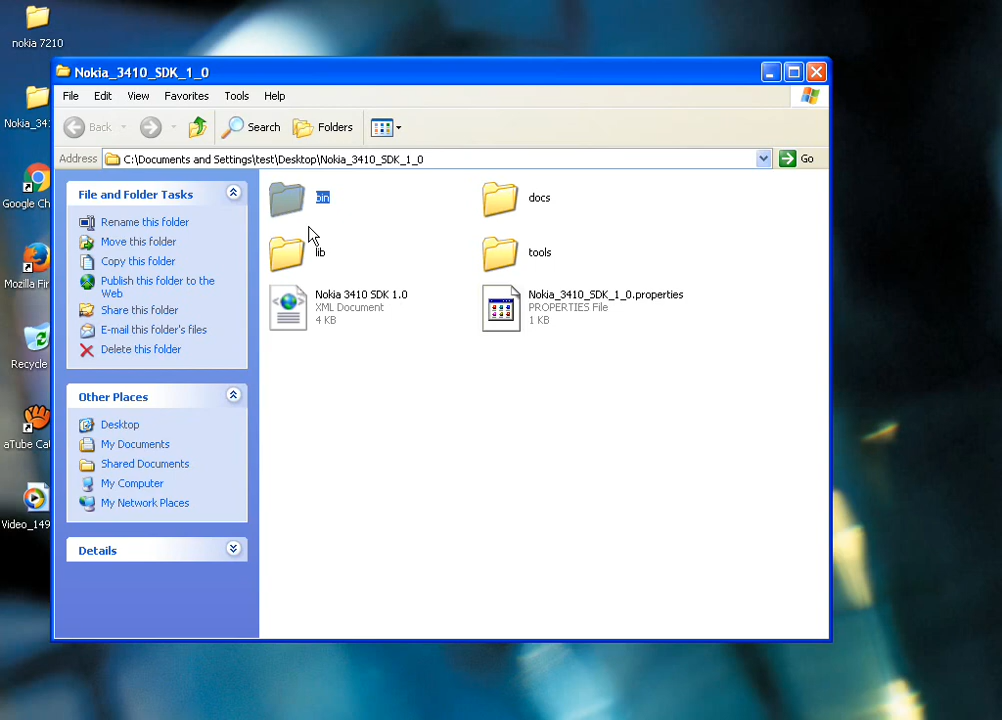 nokia 7210
Nokia_3410_SDK_1_0
File Edit View Favorites Tools Help
Nokia_341
Back Search Folders
Address C:\Documents and Settings\test\Desktop\Nokia_3410_SDK_1_0 Go
File and Folder Tasks
Rename this folder
Move this folder
Copy this folder
Publish this folder to the
Web
Share this folder
E-mail this folder's files
Delete this folder
Other Places
Desktop
My Documents
Shared Documents
My Computer
My Network Places
Details
bin
docs
lib
tools
Nokia 3410 SDK 1.0
XML Document
4 KB
Nokia_3410_SDK_1_0.properties
PROPERTIES File
1 KB
Google Ch
Mozilla Fir
Recycle
aTube Cat
Video_149